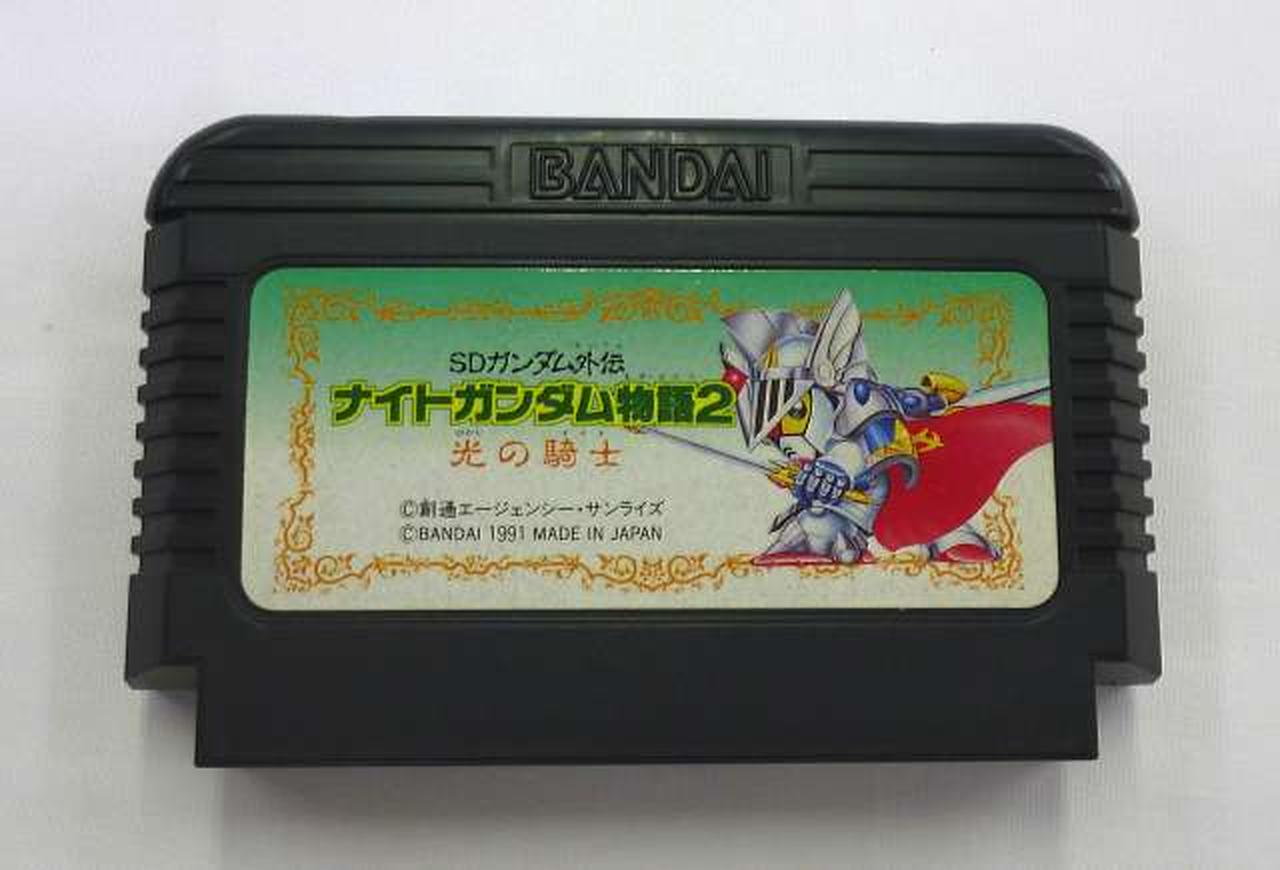 BANDAI
SDガンダム外伝
ナイトガンダム物語2
光の騎士
©創通エージェンシー・サンライズ
©BANDAI 1991 MADE IN JAPAN